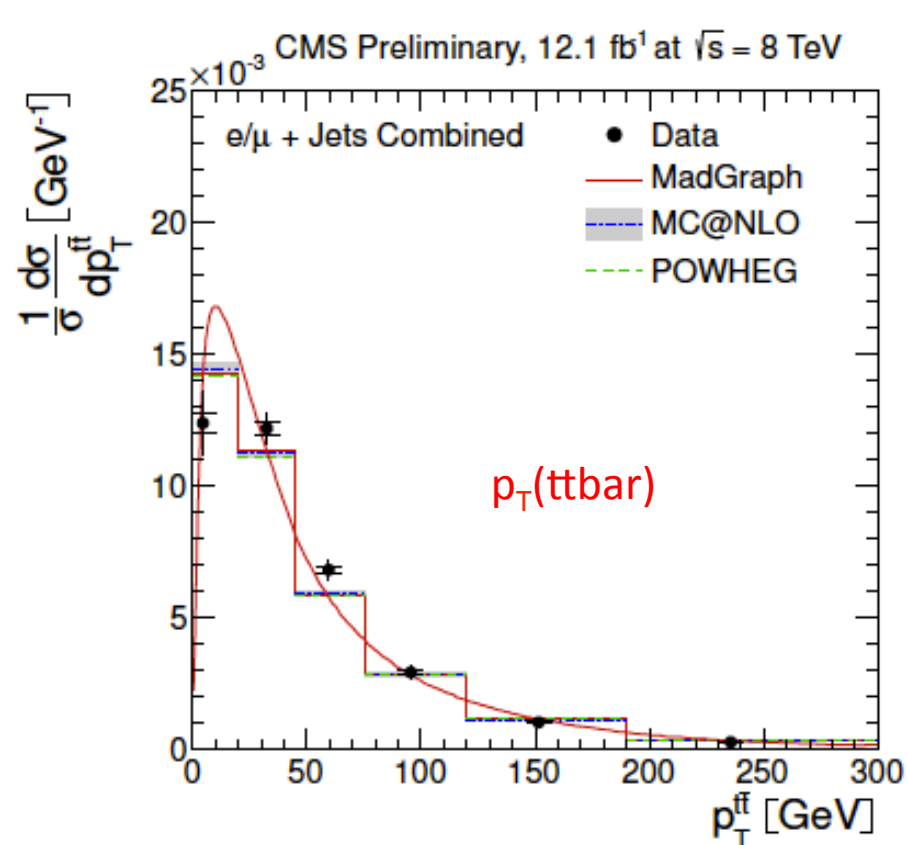 CMS Preliminary, 12.1 fb¹ at √s = 8 TeV
×10⁻³
e/μ + Jets Combined
Data
MadGraph
MC@NLO
POWHEG
1/σ dσ/dp_T^{tt̄} [GeV⁻¹]
25
20
15
10
5
0
p_T(ttbar)
0 50 100 150 200 250 300
p_T^{tt̄} [GeV]